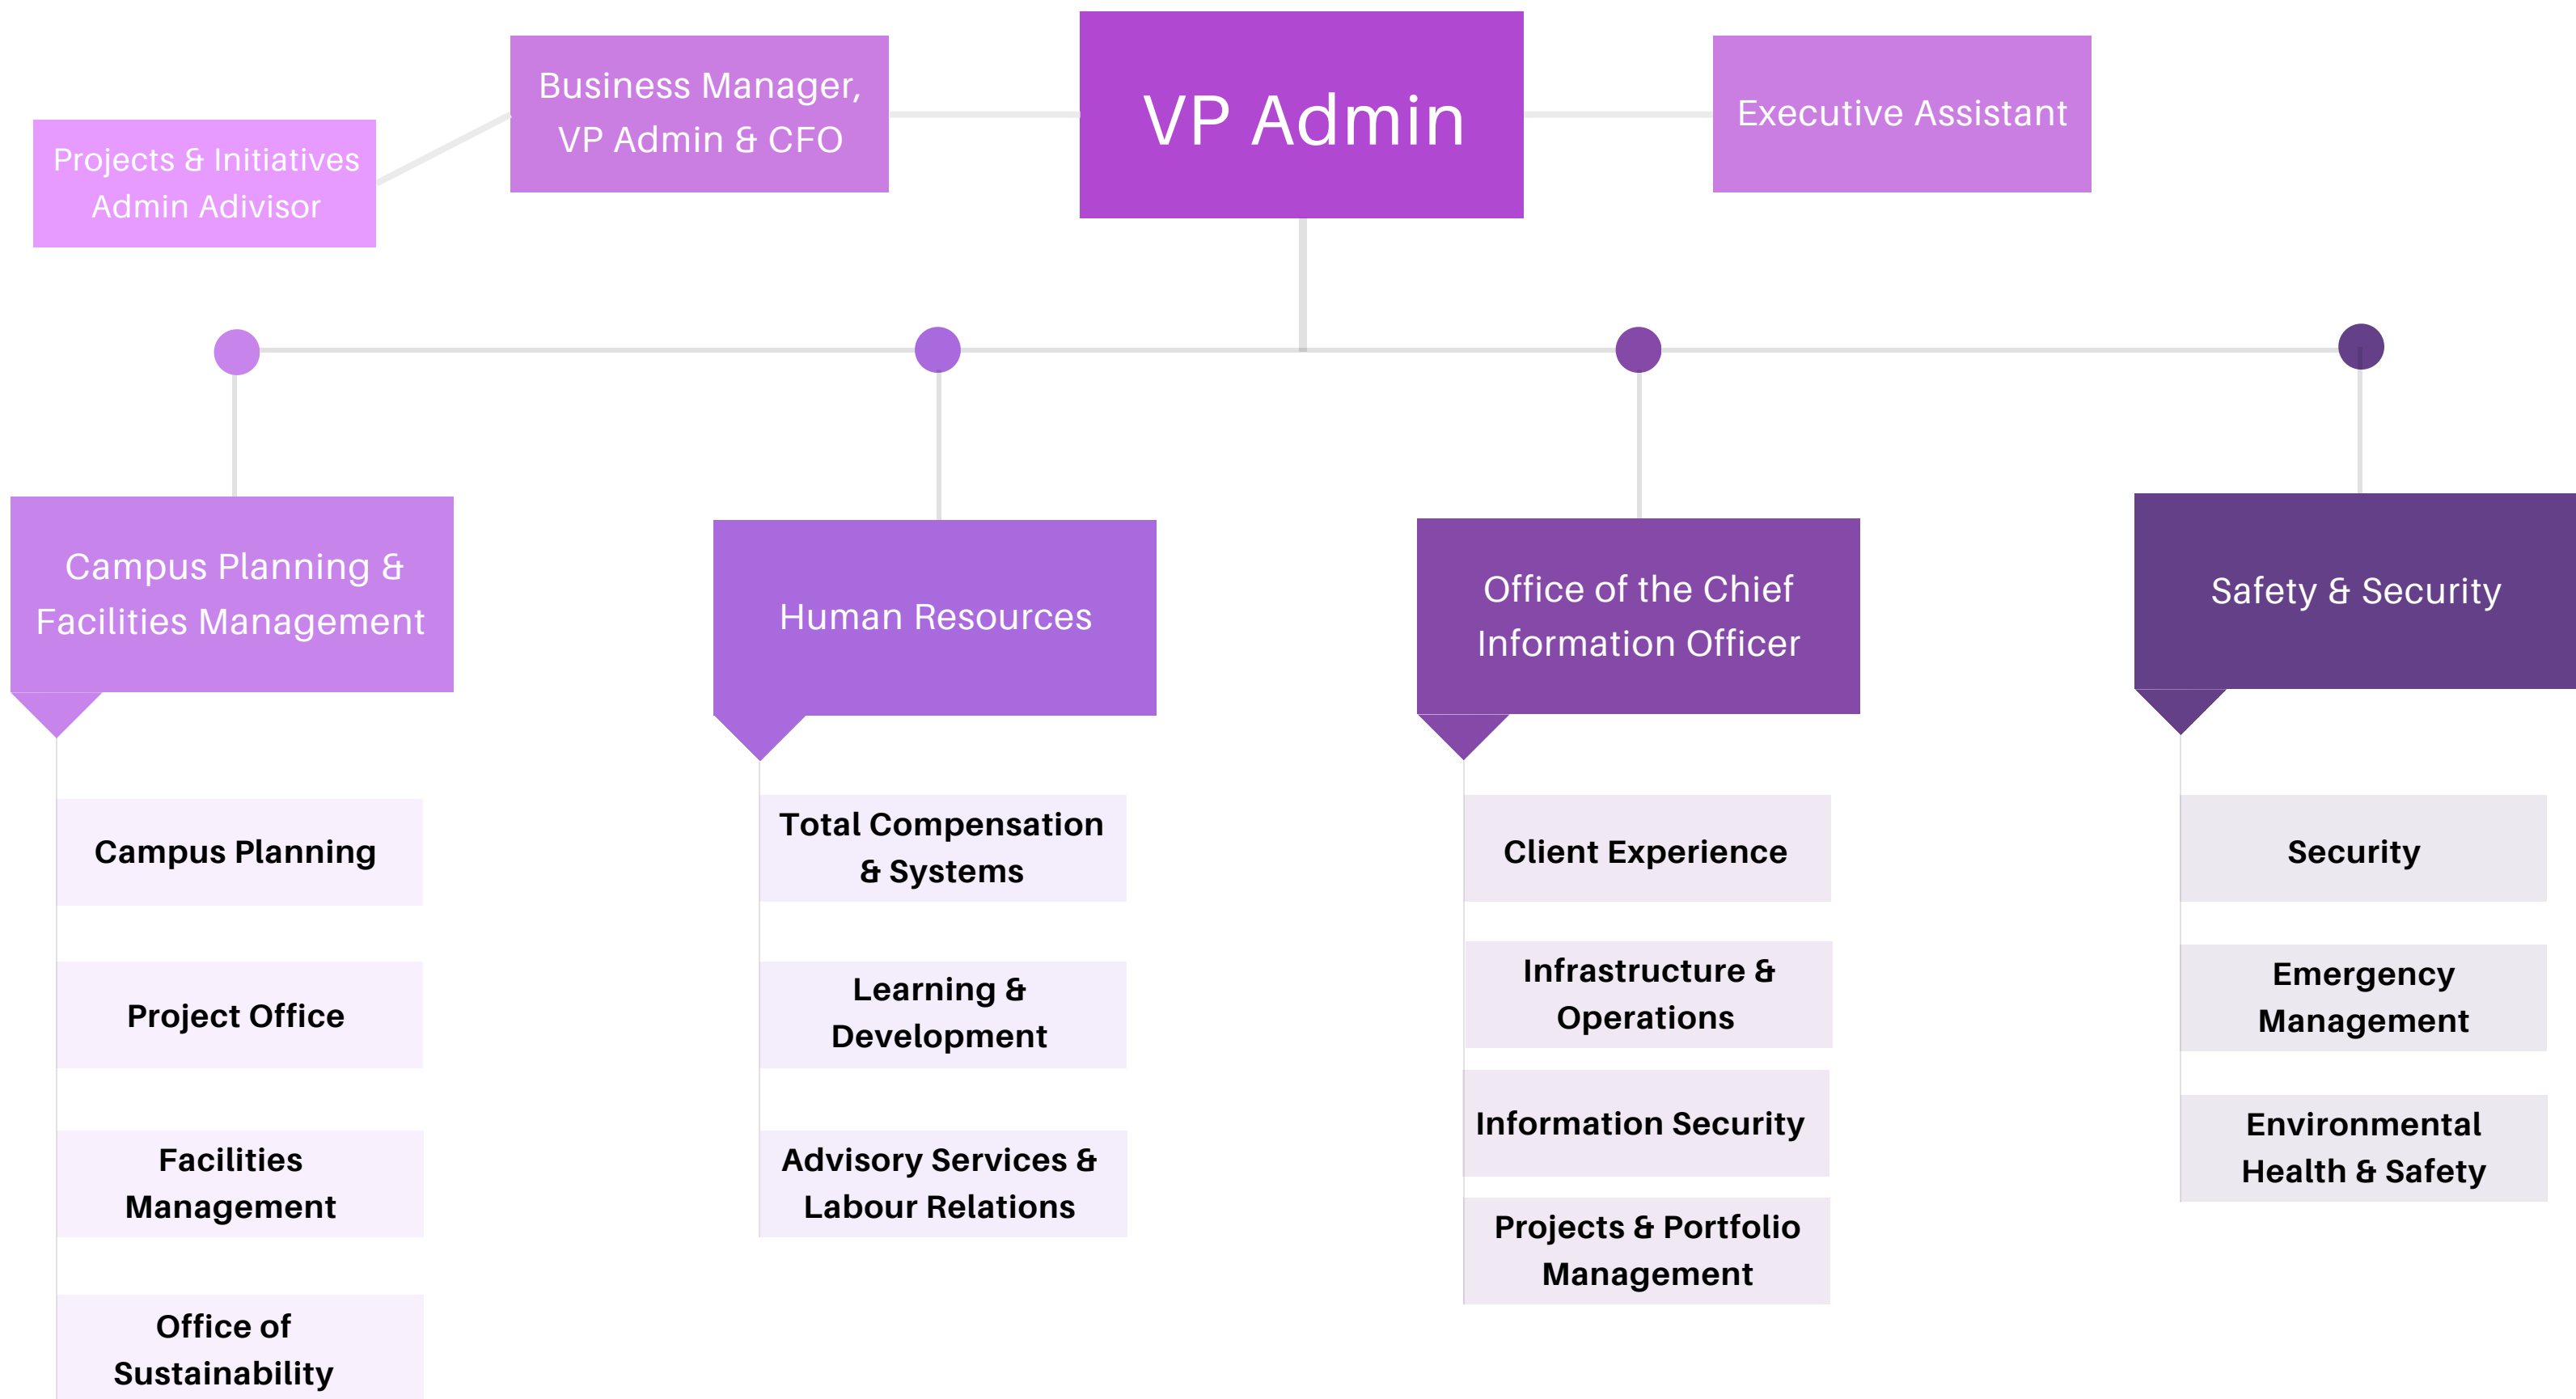 Business Manager,
VP Admin & CFO
VP Admin
Executive Assistant
Projects & Initiatives
Admin Adivisor
Campus Planning &
Facilities Management
Human Resources
Office of the Chief
Information Officer
Safety & Security
Campus Planning
Project Office
Facilities
Management
Office of
Sustainability
Total Compensation
& Systems
Learning &
Development
Advisory Services &
Labour Relations
Client Experience
Infrastructure &
Operations
Information Security
Projects & Portfolio
Management
Security
Emergency
Management
Environmental
Health & Safety